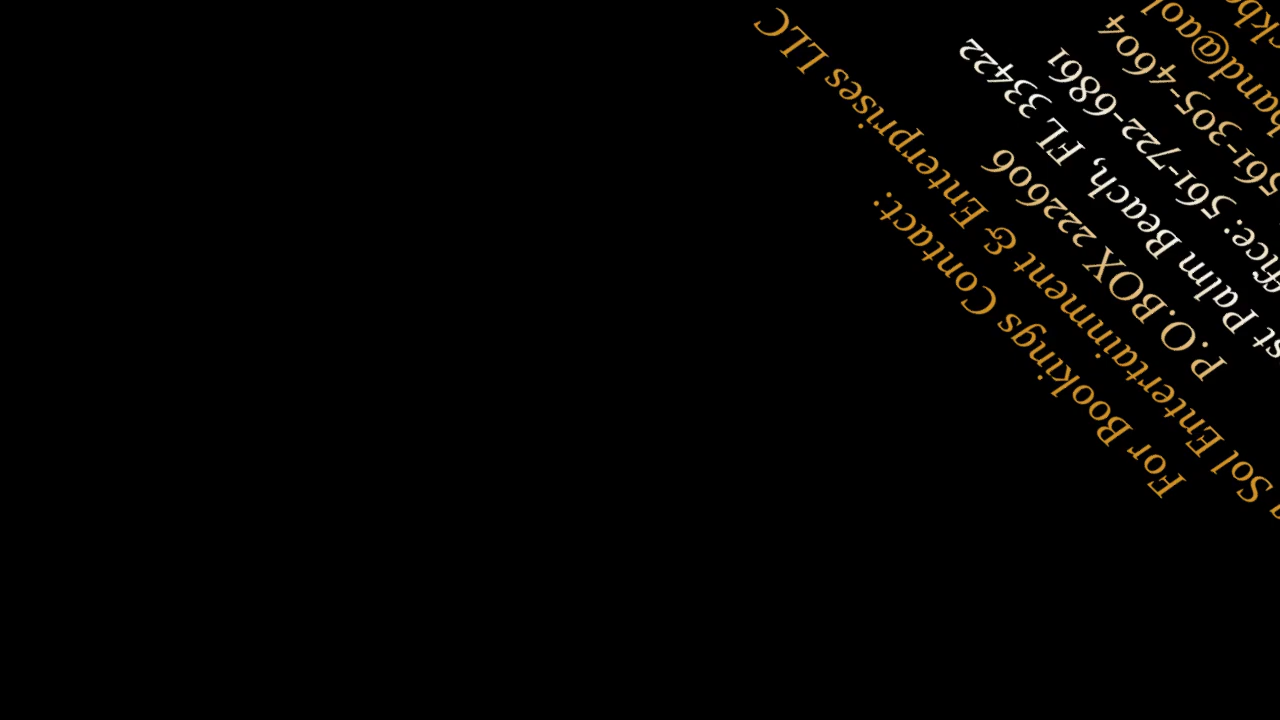 For Bookings Contact:
Sol Entertainment & Enterprises LLC
P.O.BOX 222606
Palm Beach, FL 33422
561-722-6861
561-305-4604